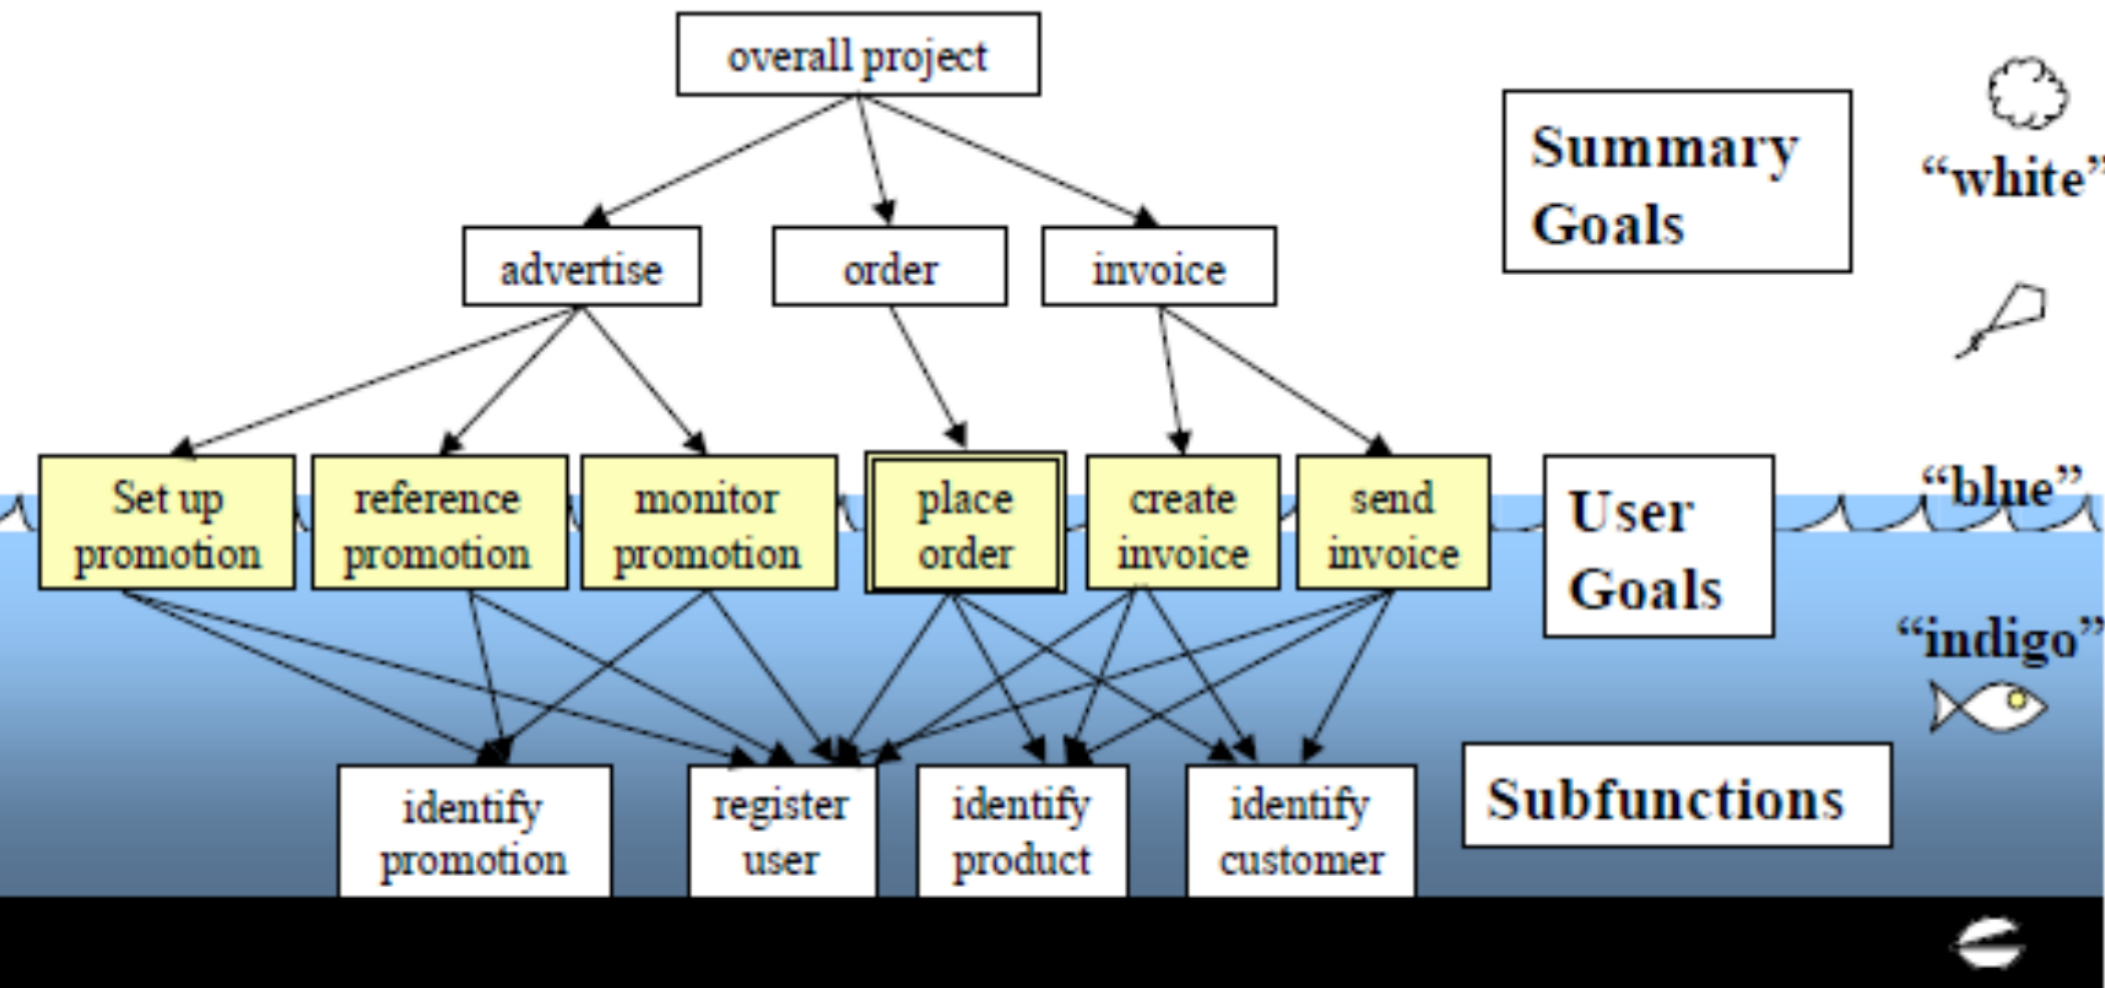 overall project
Summary
Goals
“white”
advertise
order
invoice
Set up
promotion
reference
promotion
monitor
promotion
place
order
create
invoice
send
invoice
User
Goals
“blue”
“indigo”
identify
promotion
register
user
identify
product
identify
customer
Subfunctions